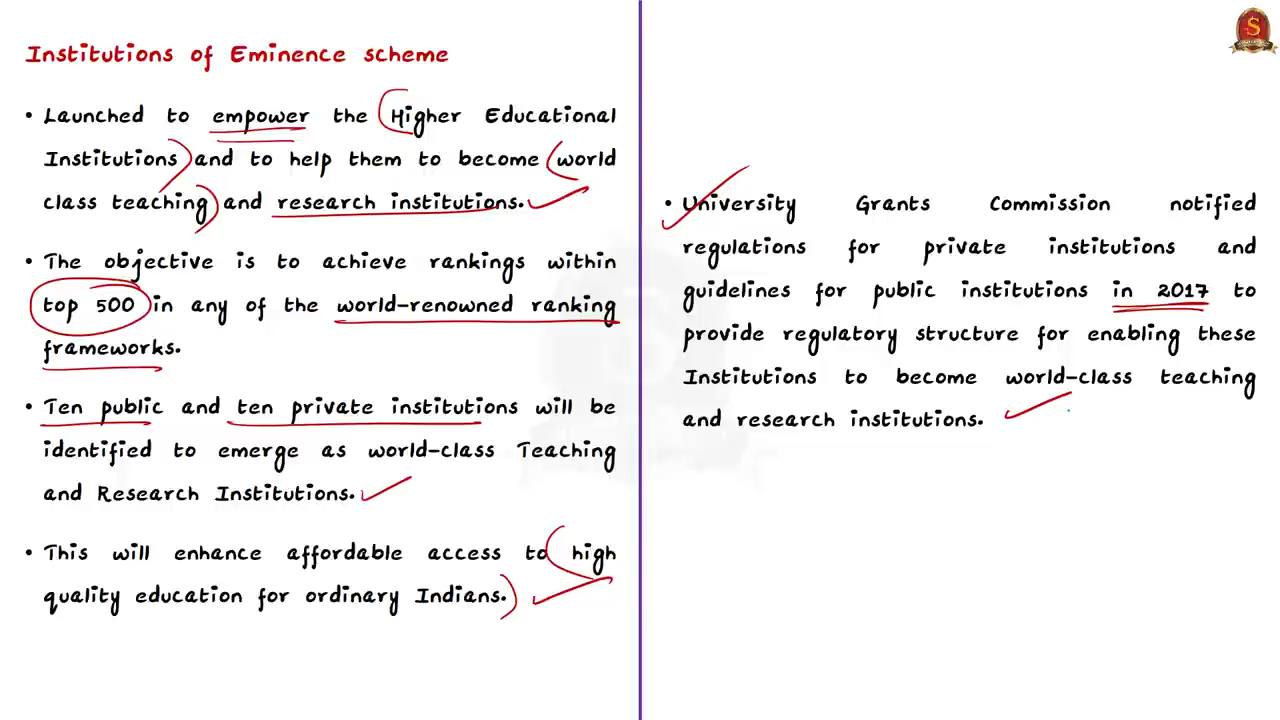 Institutions of Eminence scheme
• Launched to empower the Higher Educational
Institutions and to help them to become world
class teaching and research institutions.
• The objective is to achieve rankings within
top 500 in any of the world-renowned ranking
frameworks.
• Ten public and ten private institutions will be
identified to emerge as world-class Teaching
and Research Institutions.
• This will enhance affordable access to high
quality education for ordinary Indians.
• University Grants Commission notified
regulations for private institutions and
guidelines for public institutions in 2017 to
provide regulatory structure for enabling these
Institutions to become world-class teaching
and research institutions.
S